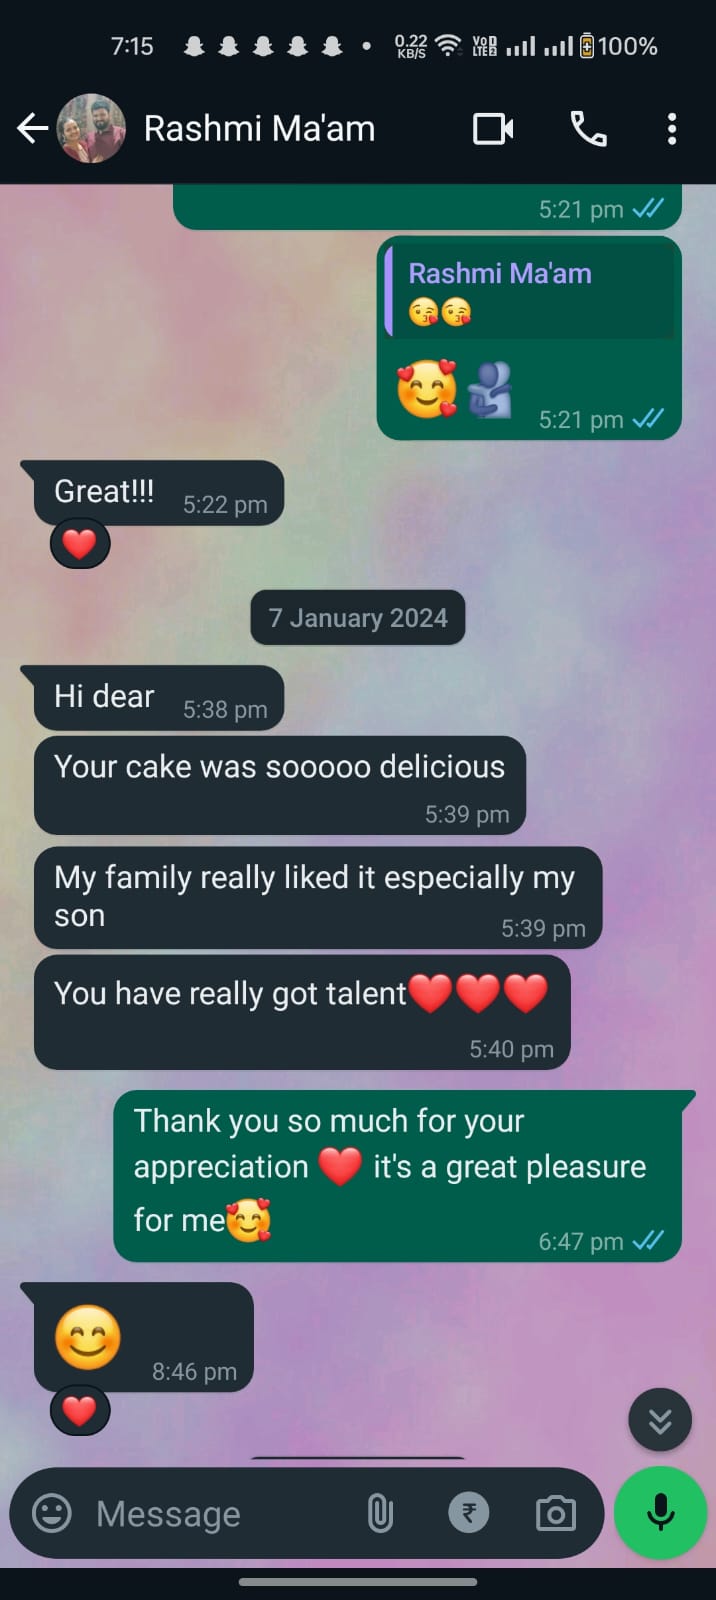 7:15
0.22
KB/S
VoD
LTE2
100%
Rashmi Ma'am
5:21 pm
Rashmi Ma'am
😘😘
🥰🫂
5:21 pm
Great!!!
5:22 pm
❤️
7 January 2024
Hi dear
5:38 pm
Your cake was sooooo delicious
5:39 pm
My family really liked it especially my
son
5:39 pm
You have really got talent❤️❤️❤️
5:40 pm
Thank you so much for your
appreciation ❤️ it's a great pleasure
for me🥰
6:47 pm
😊
8:46 pm
❤️
Message
₹